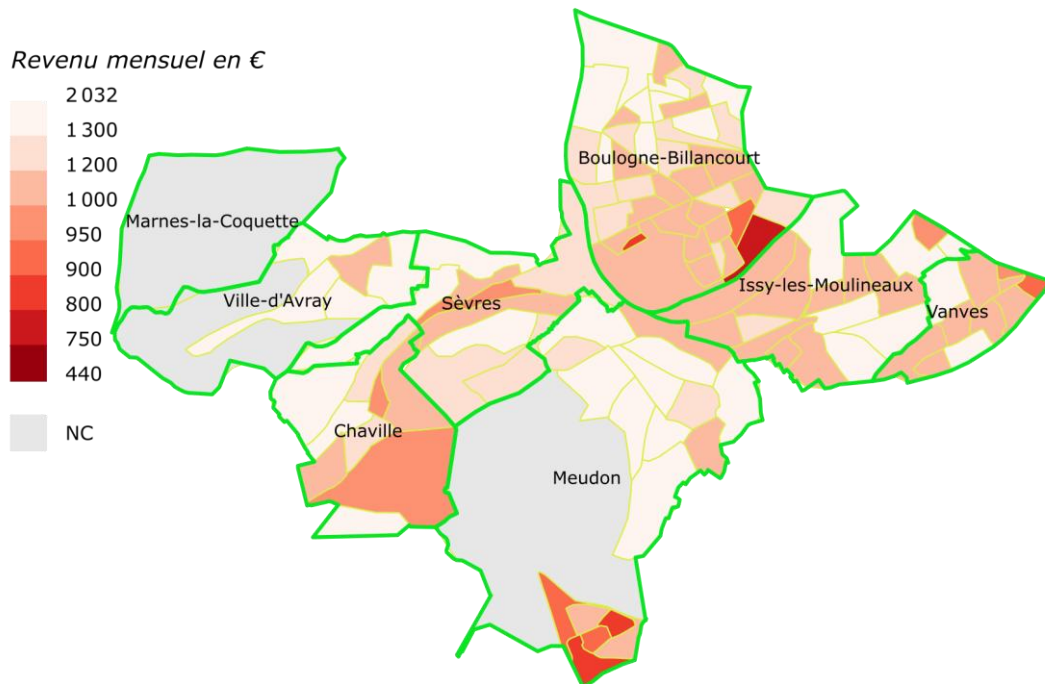 Revenu mensuel en €
2 032
1 300
1 200
1 000
950
900
800
750
440
NC
Boulogne-Billancourt
Marnes-la-Coquette
Ville-d'Avray
Sèvres
Issy-les-Moulineaux
Vanves
Chaville
Meudon